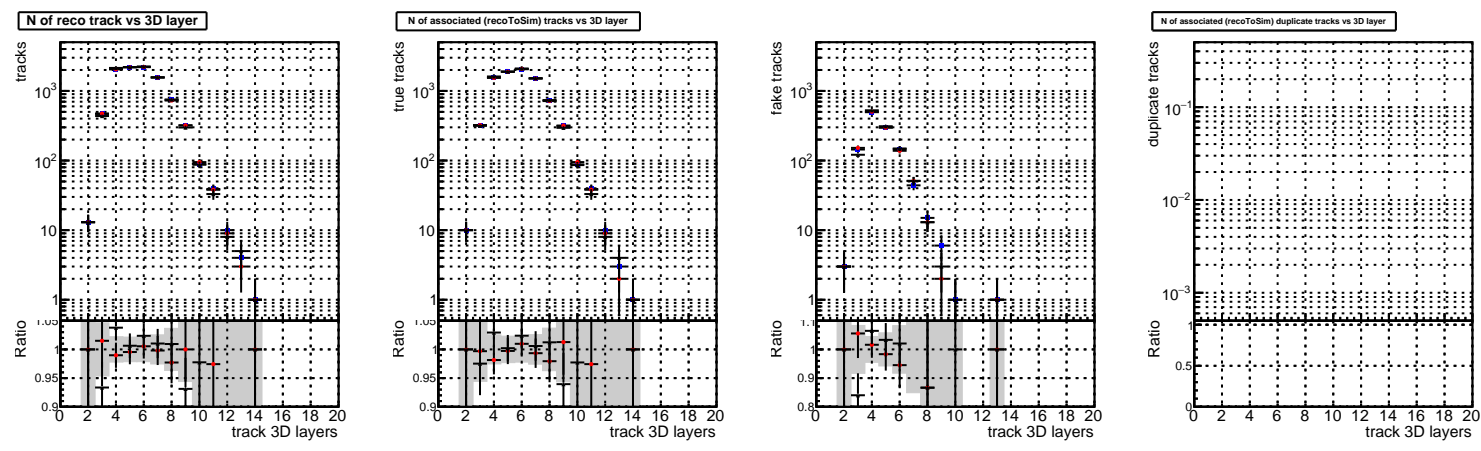 N of reco track vs 3D layer
tracks
10³
10²
10
1
Ratio
1.05
1
0.95
0.9
0 2 4 6 8 10 12 14 16 18 20
track 3D layers
N of associated (recoToSim) tracks vs 3D layer
true tracks
10³
10²
10
1
Ratio
1.05
1
0.95
0.9
0 2 4 6 8 10 12 14 16 18 20
track 3D layers
fake tracks
10³
10²
10
1
Ratio
1.1
1
0.9
0.8
0 2 4 6 8 10 12 14 16 18 20
track 3D layers
N of associated (recoToSim) duplicate tracks vs 3D layer
duplicate tracks
10⁻¹
10⁻²
10⁻³
Ratio
1
0.5
0
0 2 4 6 8 10 12 14 16 18 20
track 3D layers